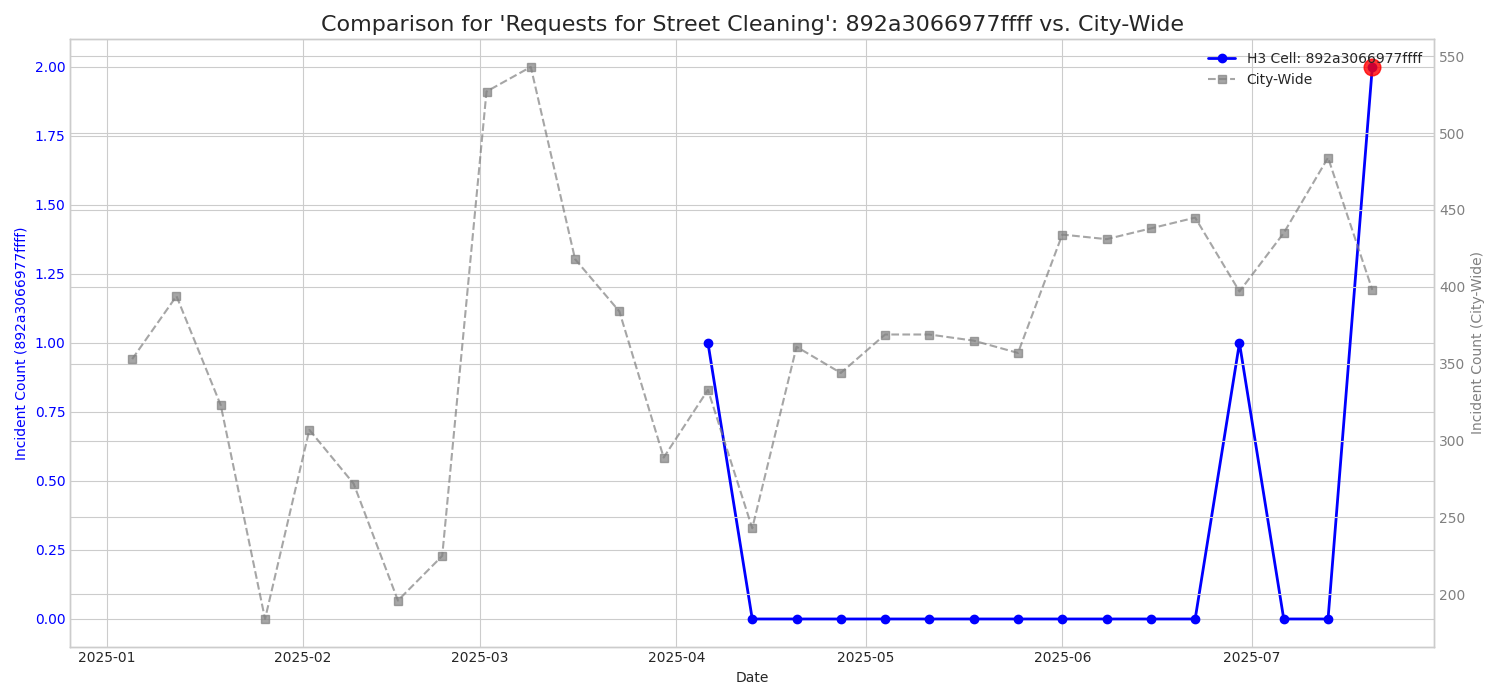 Comparison for 'Requests for Street Cleaning': 892a3066977ffff vs. City-Wide
H3 Cell: 892a3066977ffff
City-Wide
Incident Count (892a3066977ffff)
2.00
1.75
1.50
1.25
1.00
0.75
0.50
0.25
0.00
550
500
450
400
350
300
250
200
Incident Count (City-Wide)
2025-01 2025-02 2025-03 2025-04 2025-05 2025-06 2025-07
Date